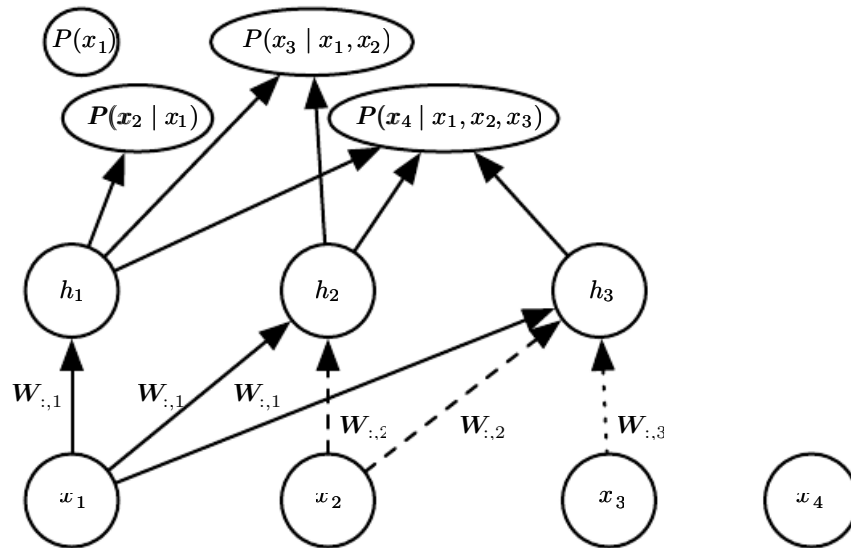 P(x₁)
P(x₃ | x₁, x₂)
P(x₂ | x₁)
P(x₄ | x₁, x₂, x₃)
h₁
h₂
h₃
W:,1
W:,1
W:,1
W:,2
W:,2
W:,3
x₁
x₂
x₃
x₄